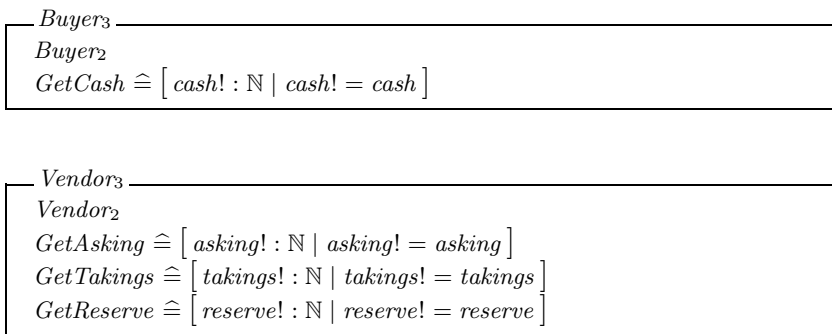 Buyer₃
Buyer₂
GetCash ≙ [ cash! : ℕ | cash! = cash ]
Vendor₃
Vendor₂
GetAsking ≙ [ asking! : ℕ | asking! = asking ]
GetTakings ≙ [ takings! : ℕ | takings! = takings ]
GetReserve ≙ [ reserve! : ℕ | reserve! = reserve ]